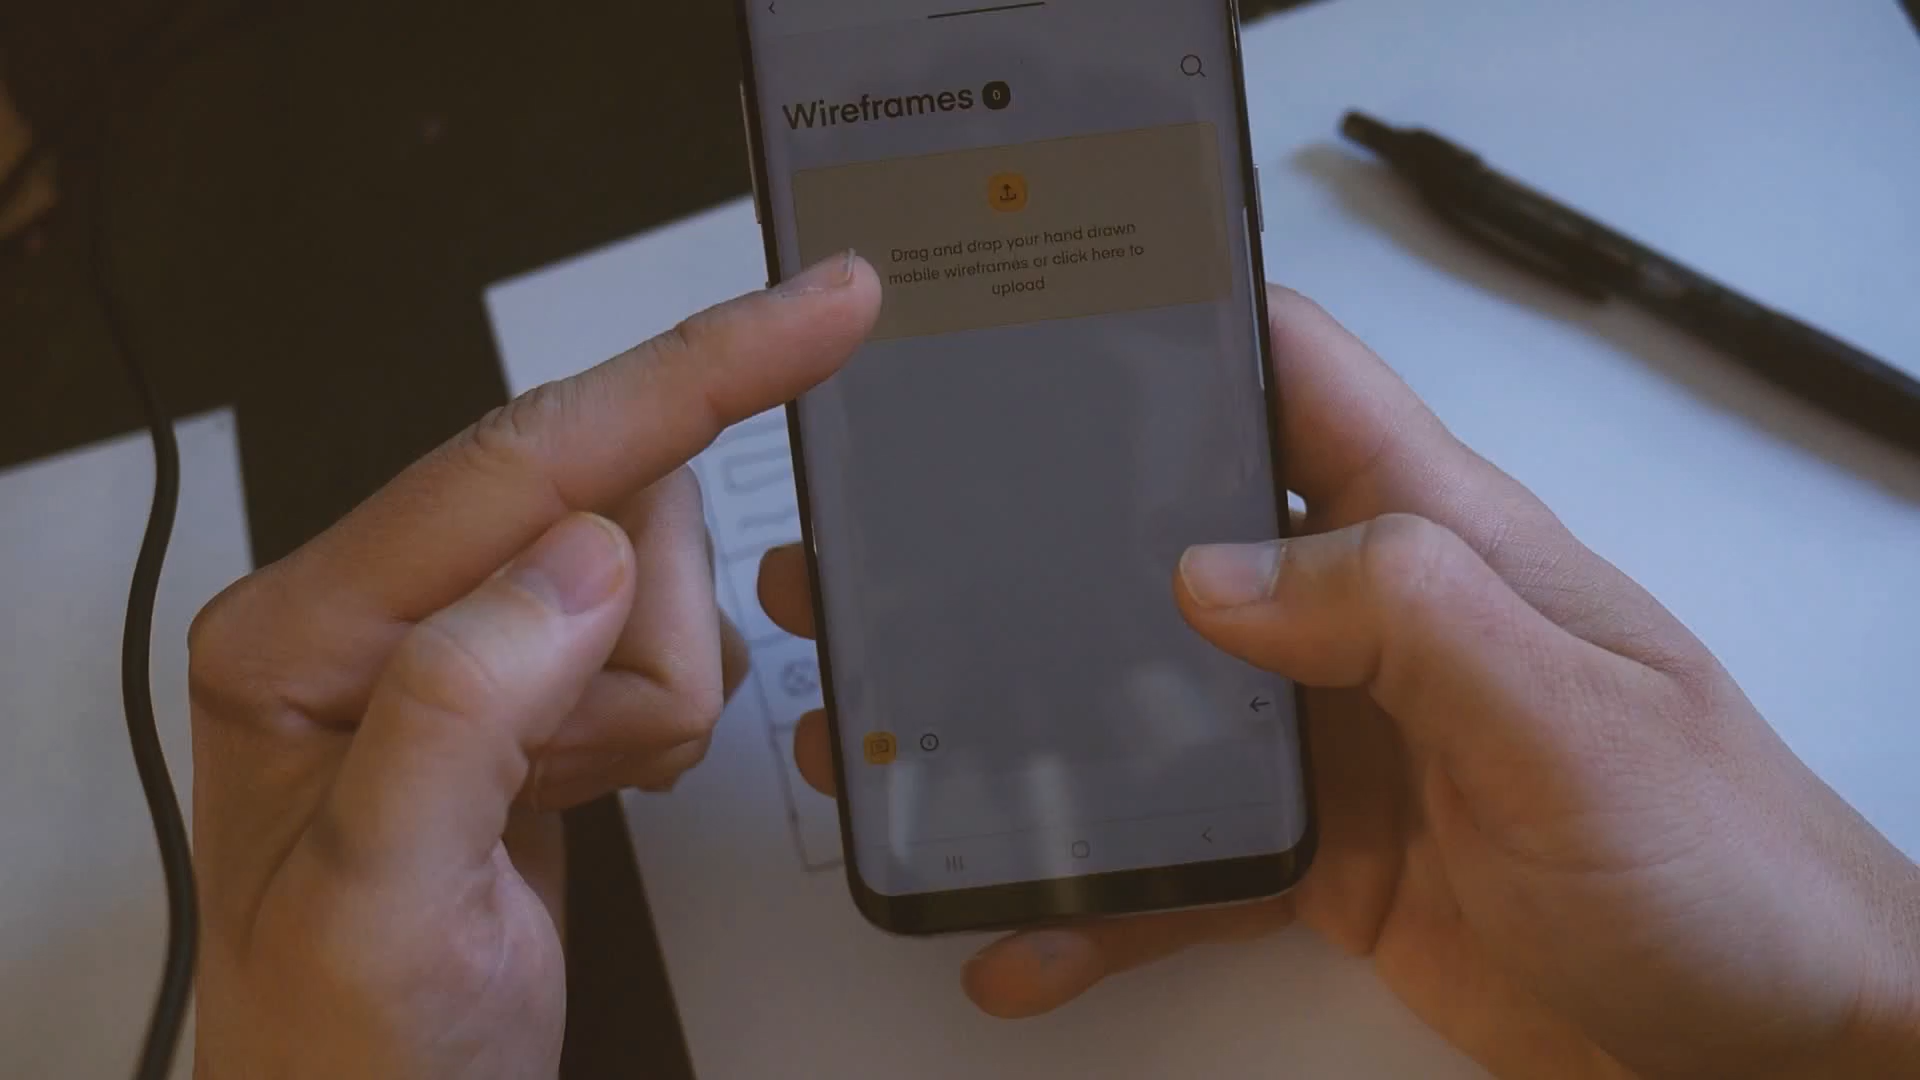 Wireframes 0
Drag and drop your hand drawn
mobile wireframes or click here to
upload